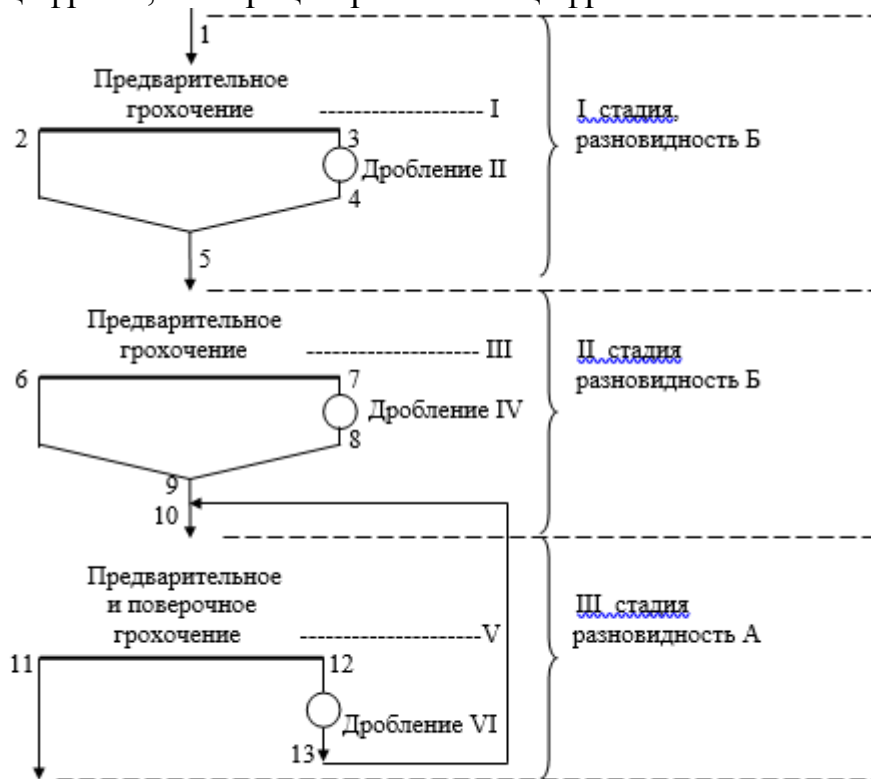 1
Предварительное
грохочение ------------------- I
I стадия,
разновидность Б
2
3
Дробление II
4
5
Предварительное
грохочение -------------------- III
II стадия
разновидность Б
6
7
Дробление IV
8
9
10
Предварительное
и поверочное
грохочение ---------------------V
III стадия
разновидность А
11
12
Дробление VI
13